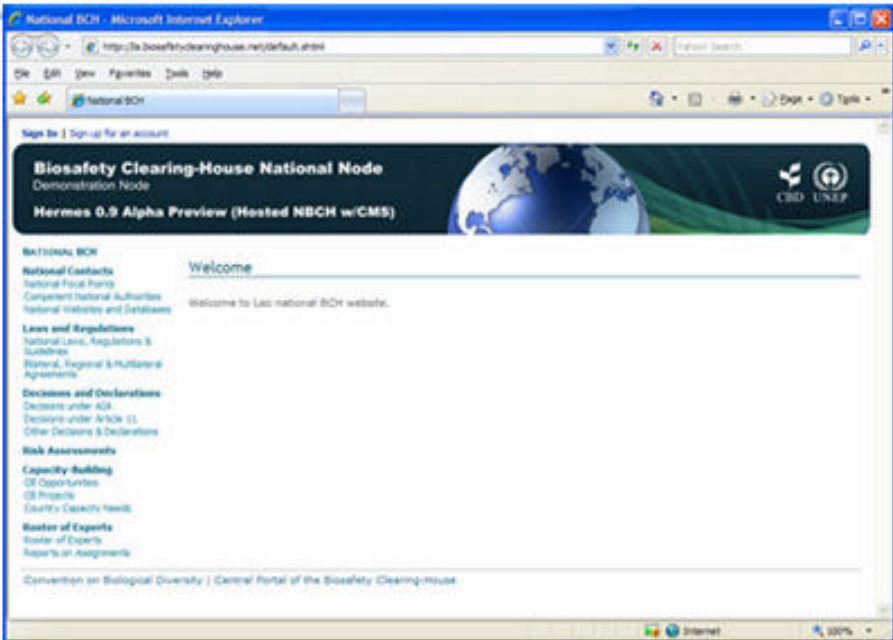 National BCH - Microsoft Internet Explorer
http://la.biosafetyclearinghouse.net/default.shtml
Yahoo! Search
File Edit View Favorites Tools Help
National BCH
Page Tools
Sign In | Sign up for an account
Biosafety Clearing-House National Node
Demonstration Node
Hermes 0.9 Alpha Preview (Hosted NBCH w/CMS)
CBD UNEP
NATIONAL BCH
National Contacts
National Focal Points
Competent National Authorities
National Websites and Databases
Laws and Regulations
National Laws, Regulations &
Guidelines
Bilateral, Regional & Multilateral
Agreements
Decisions and Declarations
Decisions under AIA
Decisions under Article 11
Other Decisions & Declarations
Risk Assessments
Capacity-Building
CB Opportunities
CB Projects
Country Capacity Needs
Roster of Experts
Roster of Experts
Reports on Assignments
Welcome
Welcome to Lao national BCH website.
Convention on Biological Diversity | Central Portal of the Biosafety Clearing-House
Internet
100%